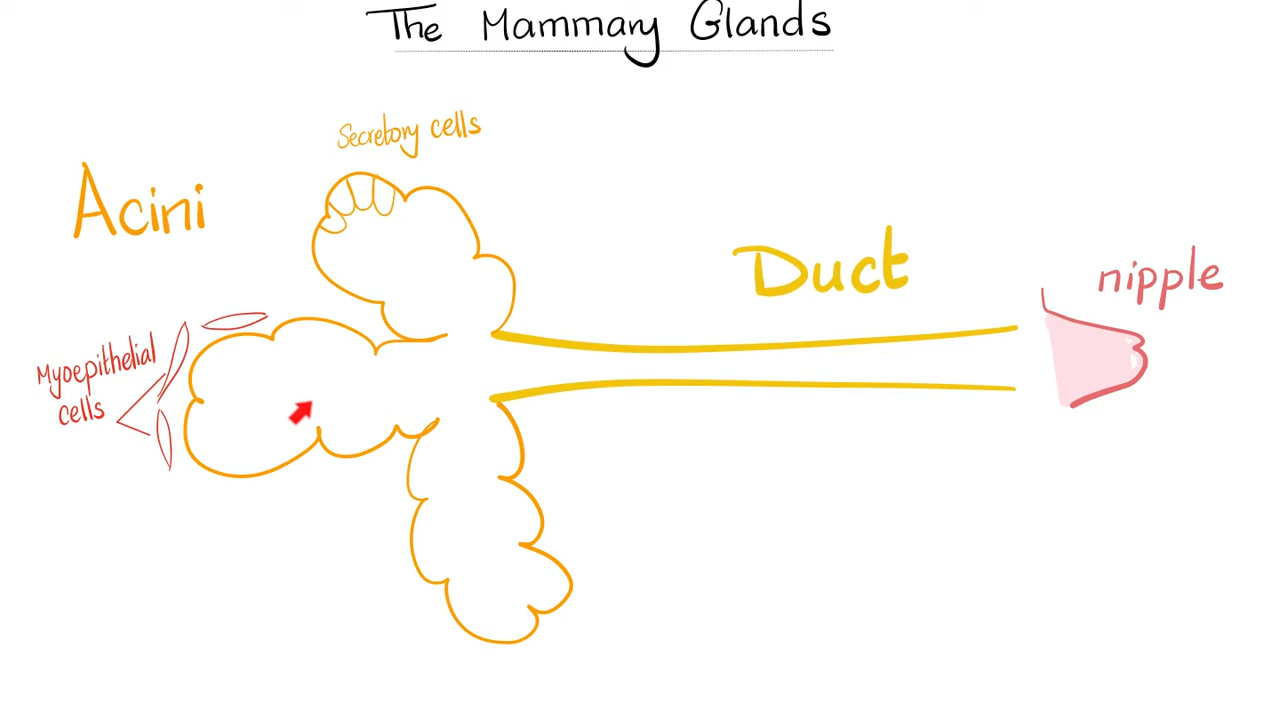 The Mammary Glands
Secretory cells
Acini
Duct
nipple
Myoepithelial
cells